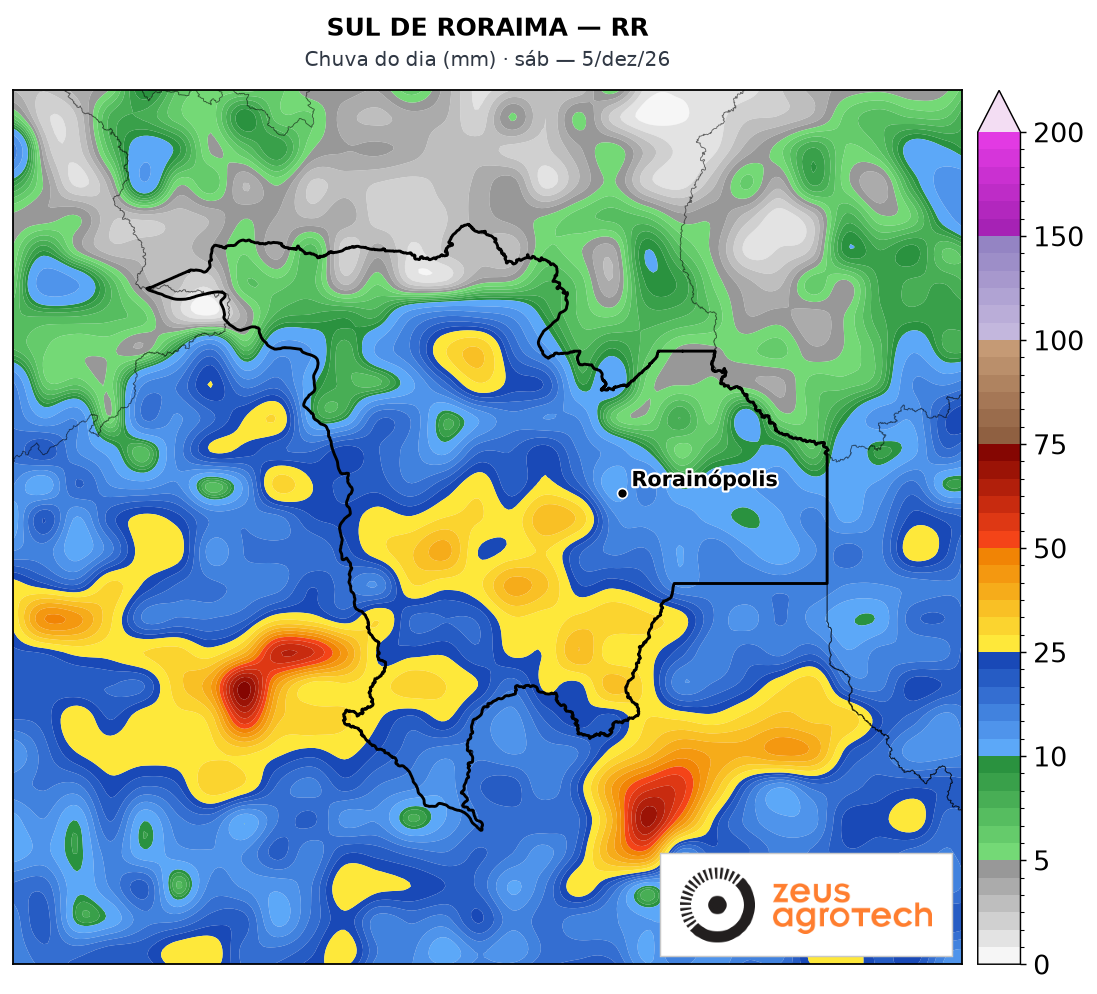 SUL DE RORAIMA — RR
Chuva do dia (mm) · sáb — 5/dez/26
200
150
100
75
50
25
10
5
0
Rorainópolis
zeus
agrotech